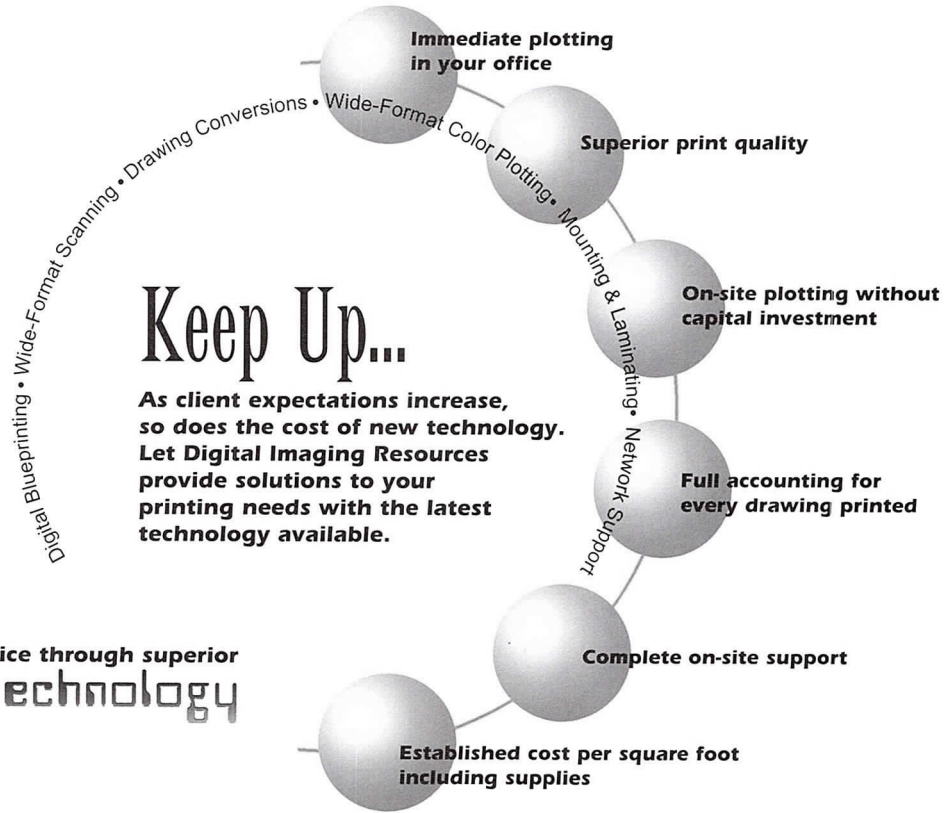 Immediate plotting
in your office
Superior print quality
On-site plotting without
capital investment
Full accounting for
every drawing printed
Complete on-site support
Established cost per square foot
including supplies
Digital Blueprinting • Wide-Format Scanning • Drawing Conversions • Wide-Format Color Plotting • Mounting & Laminating • Network Support
Keep Up...
As client expectations increase,
so does the cost of new technology.
Let Digital Imaging Resources
provide solutions to your
printing needs with the latest
technology available.
through superior